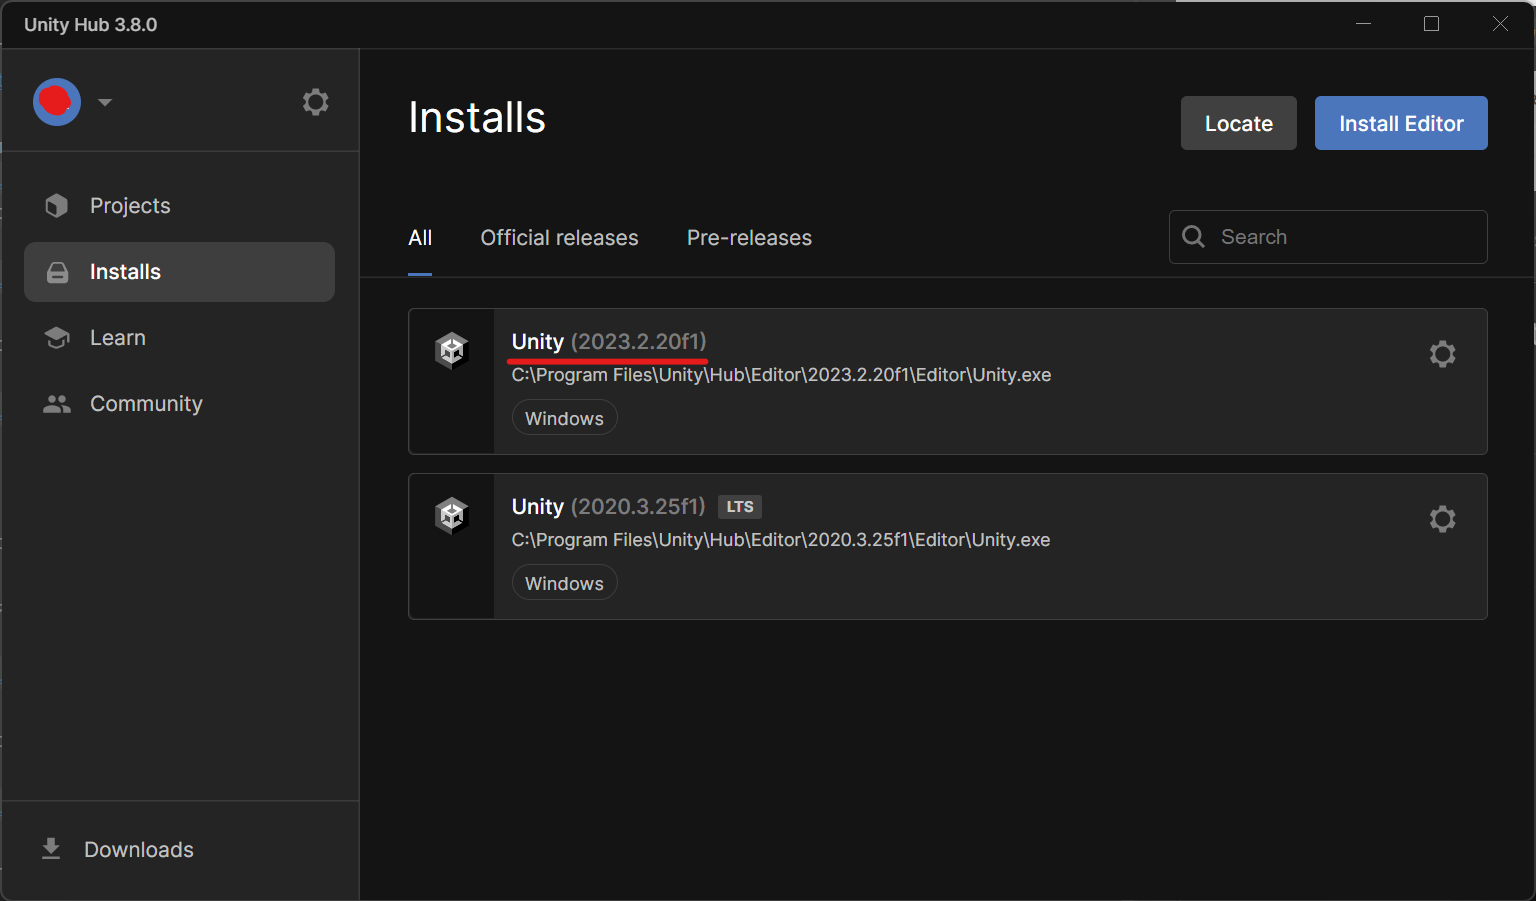 Unity Hub 3.8.0
Installs
Locate
Install Editor
Projects
Installs
Learn
Community
All
Official releases
Pre-releases
Search
Unity (2023.2.20f1)
C:\Program Files\Unity\Hub\Editor\2023.2.20f1\Editor\Unity.exe
Windows
Unity (2020.3.25f1) LTS
C:\Program Files\Unity\Hub\Editor\2020.3.25f1\Editor\Unity.exe
Windows
Downloads